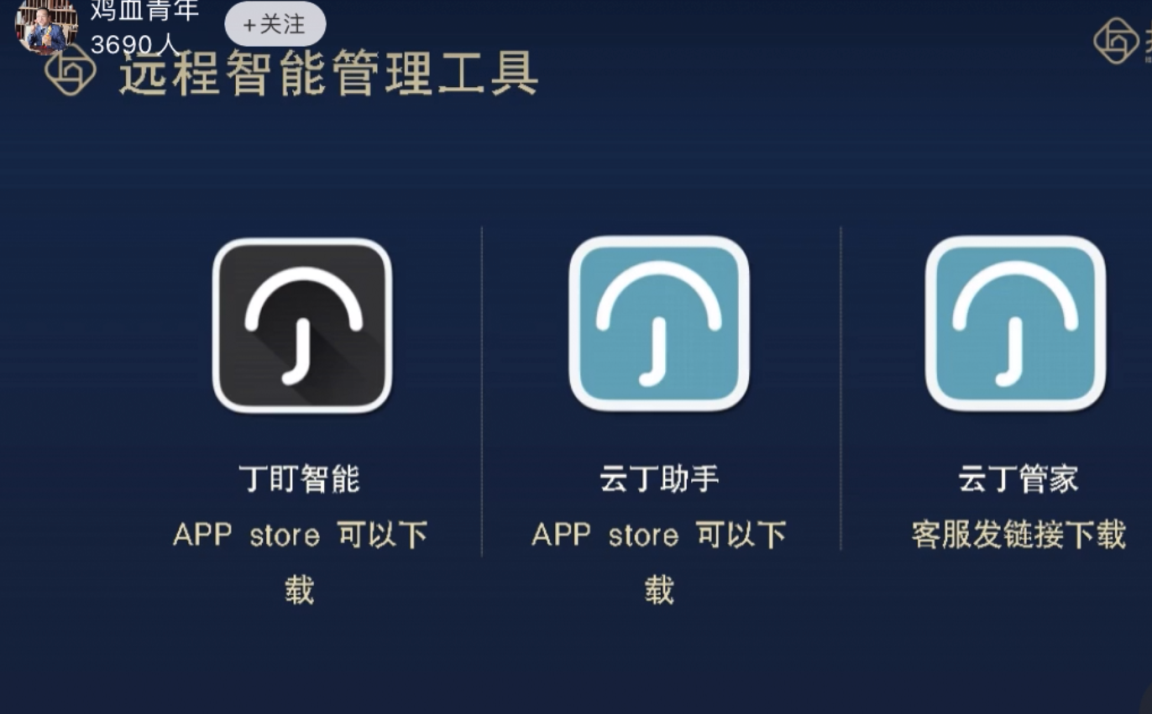 鸡血青年
+关注
3690人
远程智能管理工具
丁盯智能
云丁助手
云丁管家
APP store 可以下
载
APP store 可以下
载
客服发链接下载